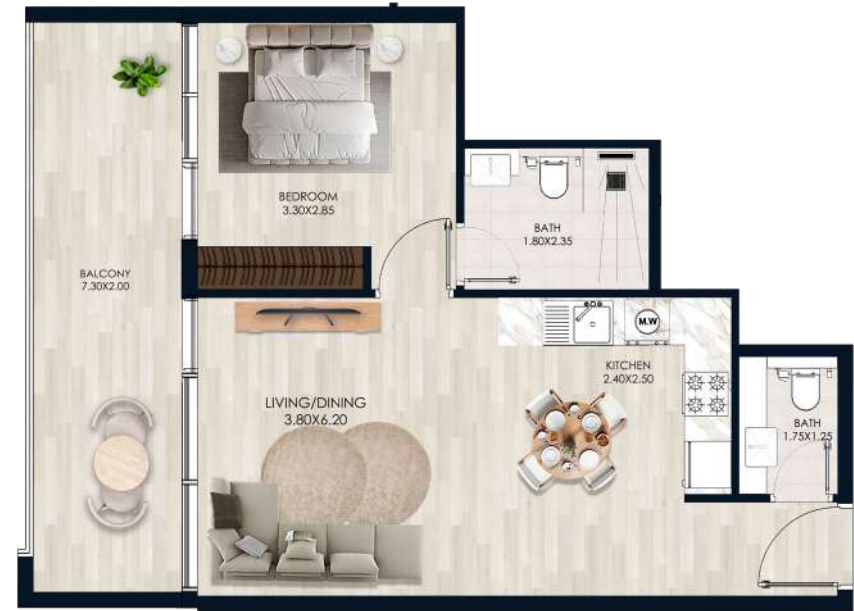 BEDROOM
3.30X2.85
BATH
1.80X2.35
BALCONY
7.30X2.00
M.W
KITCHEN
2.40X2.50
LIVING/DINING
3.80X6.20
BATH
1.75X1.25